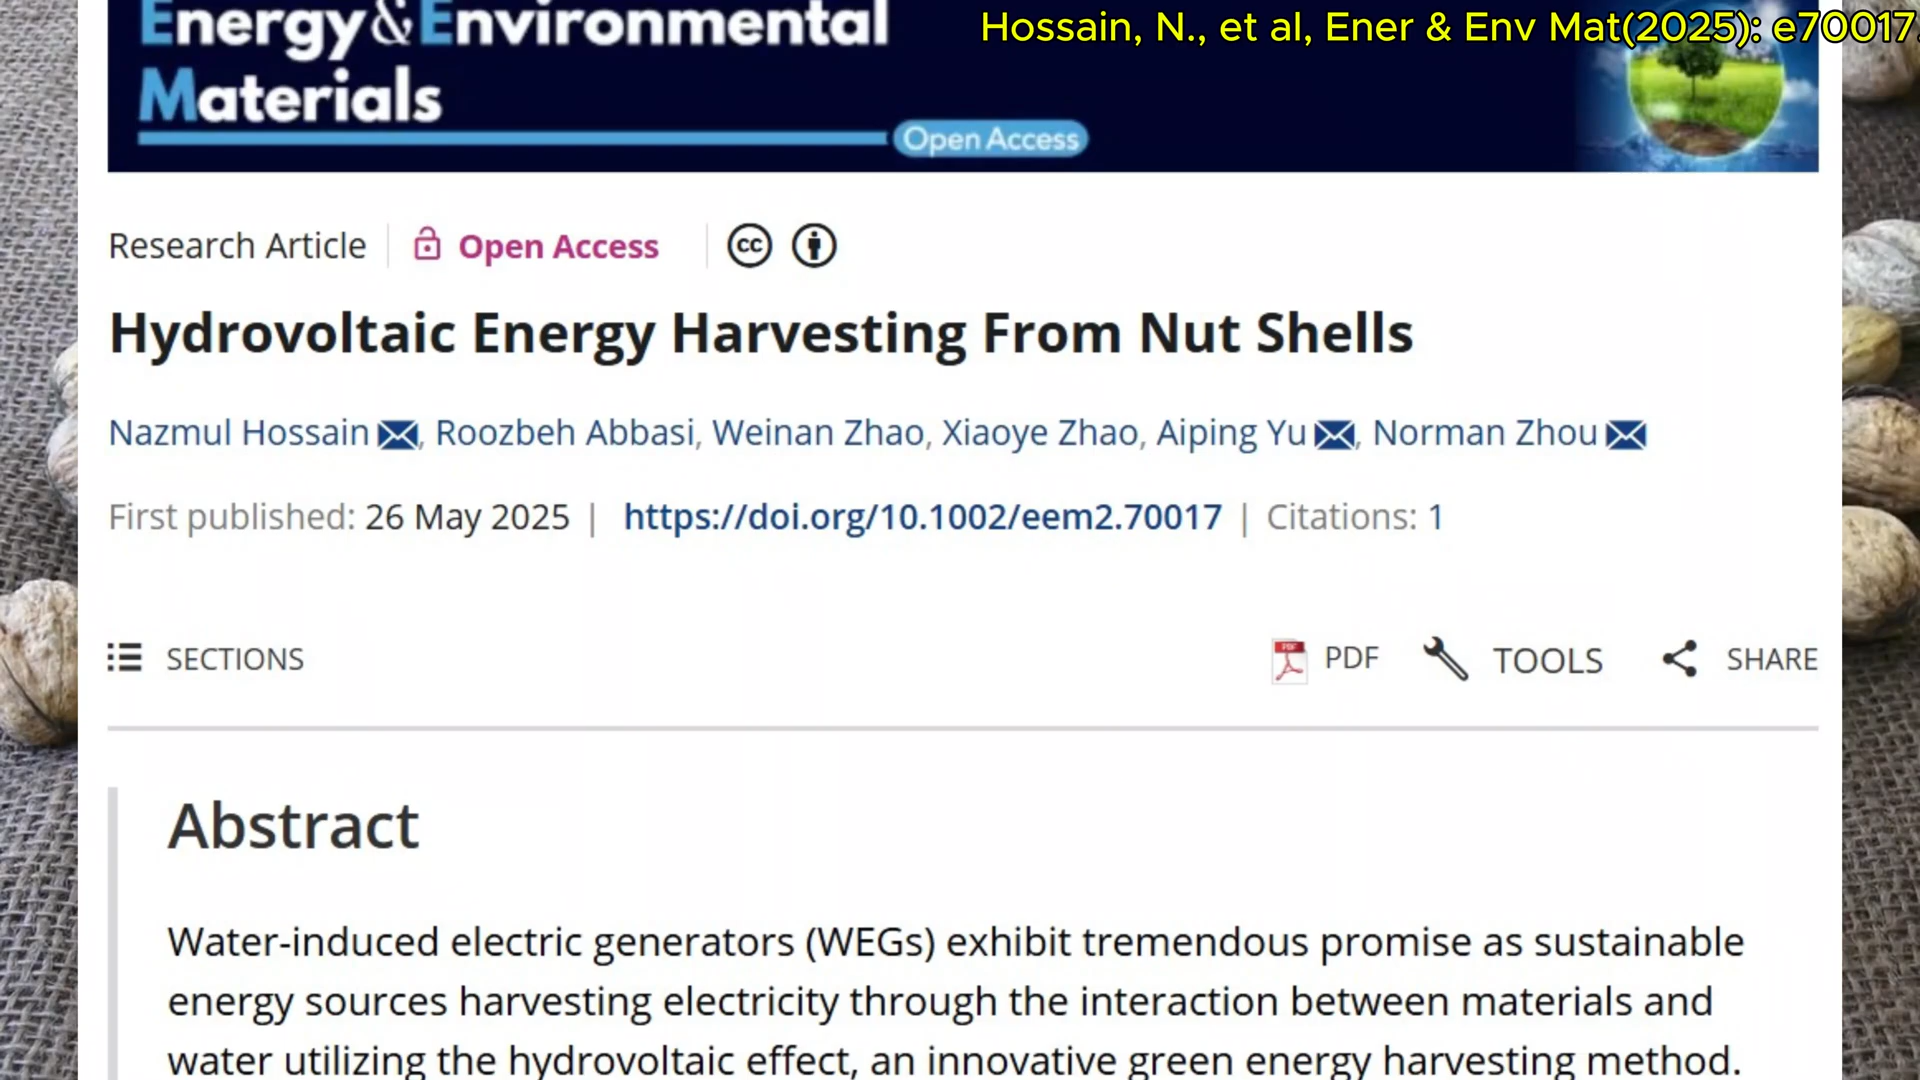 Energy & Environmental
Hossain, N., et al, Ener & Env Mat(2025): e70017.
Materials
Open Access
Research Article
Open Access
cc
Hydrovoltaic Energy Harvesting From Nut Shells
Nazmul Hossain, Roozbeh Abbasi, Weinan Zhao, Xiaoye Zhao, Aiping Yu, Norman Zhou
First published: 26 May 2025 | https://doi.org/10.1002/eem2.70017 | Citations: 1
SECTIONS
PDF
PDF
TOOLS
SHARE
Abstract
Water-induced electric generators (WEGs) exhibit tremendous promise as sustainable
energy sources harvesting electricity through the interaction between materials and
water utilizing the hydrovoltaic effect, an innovative green energy harvesting method.